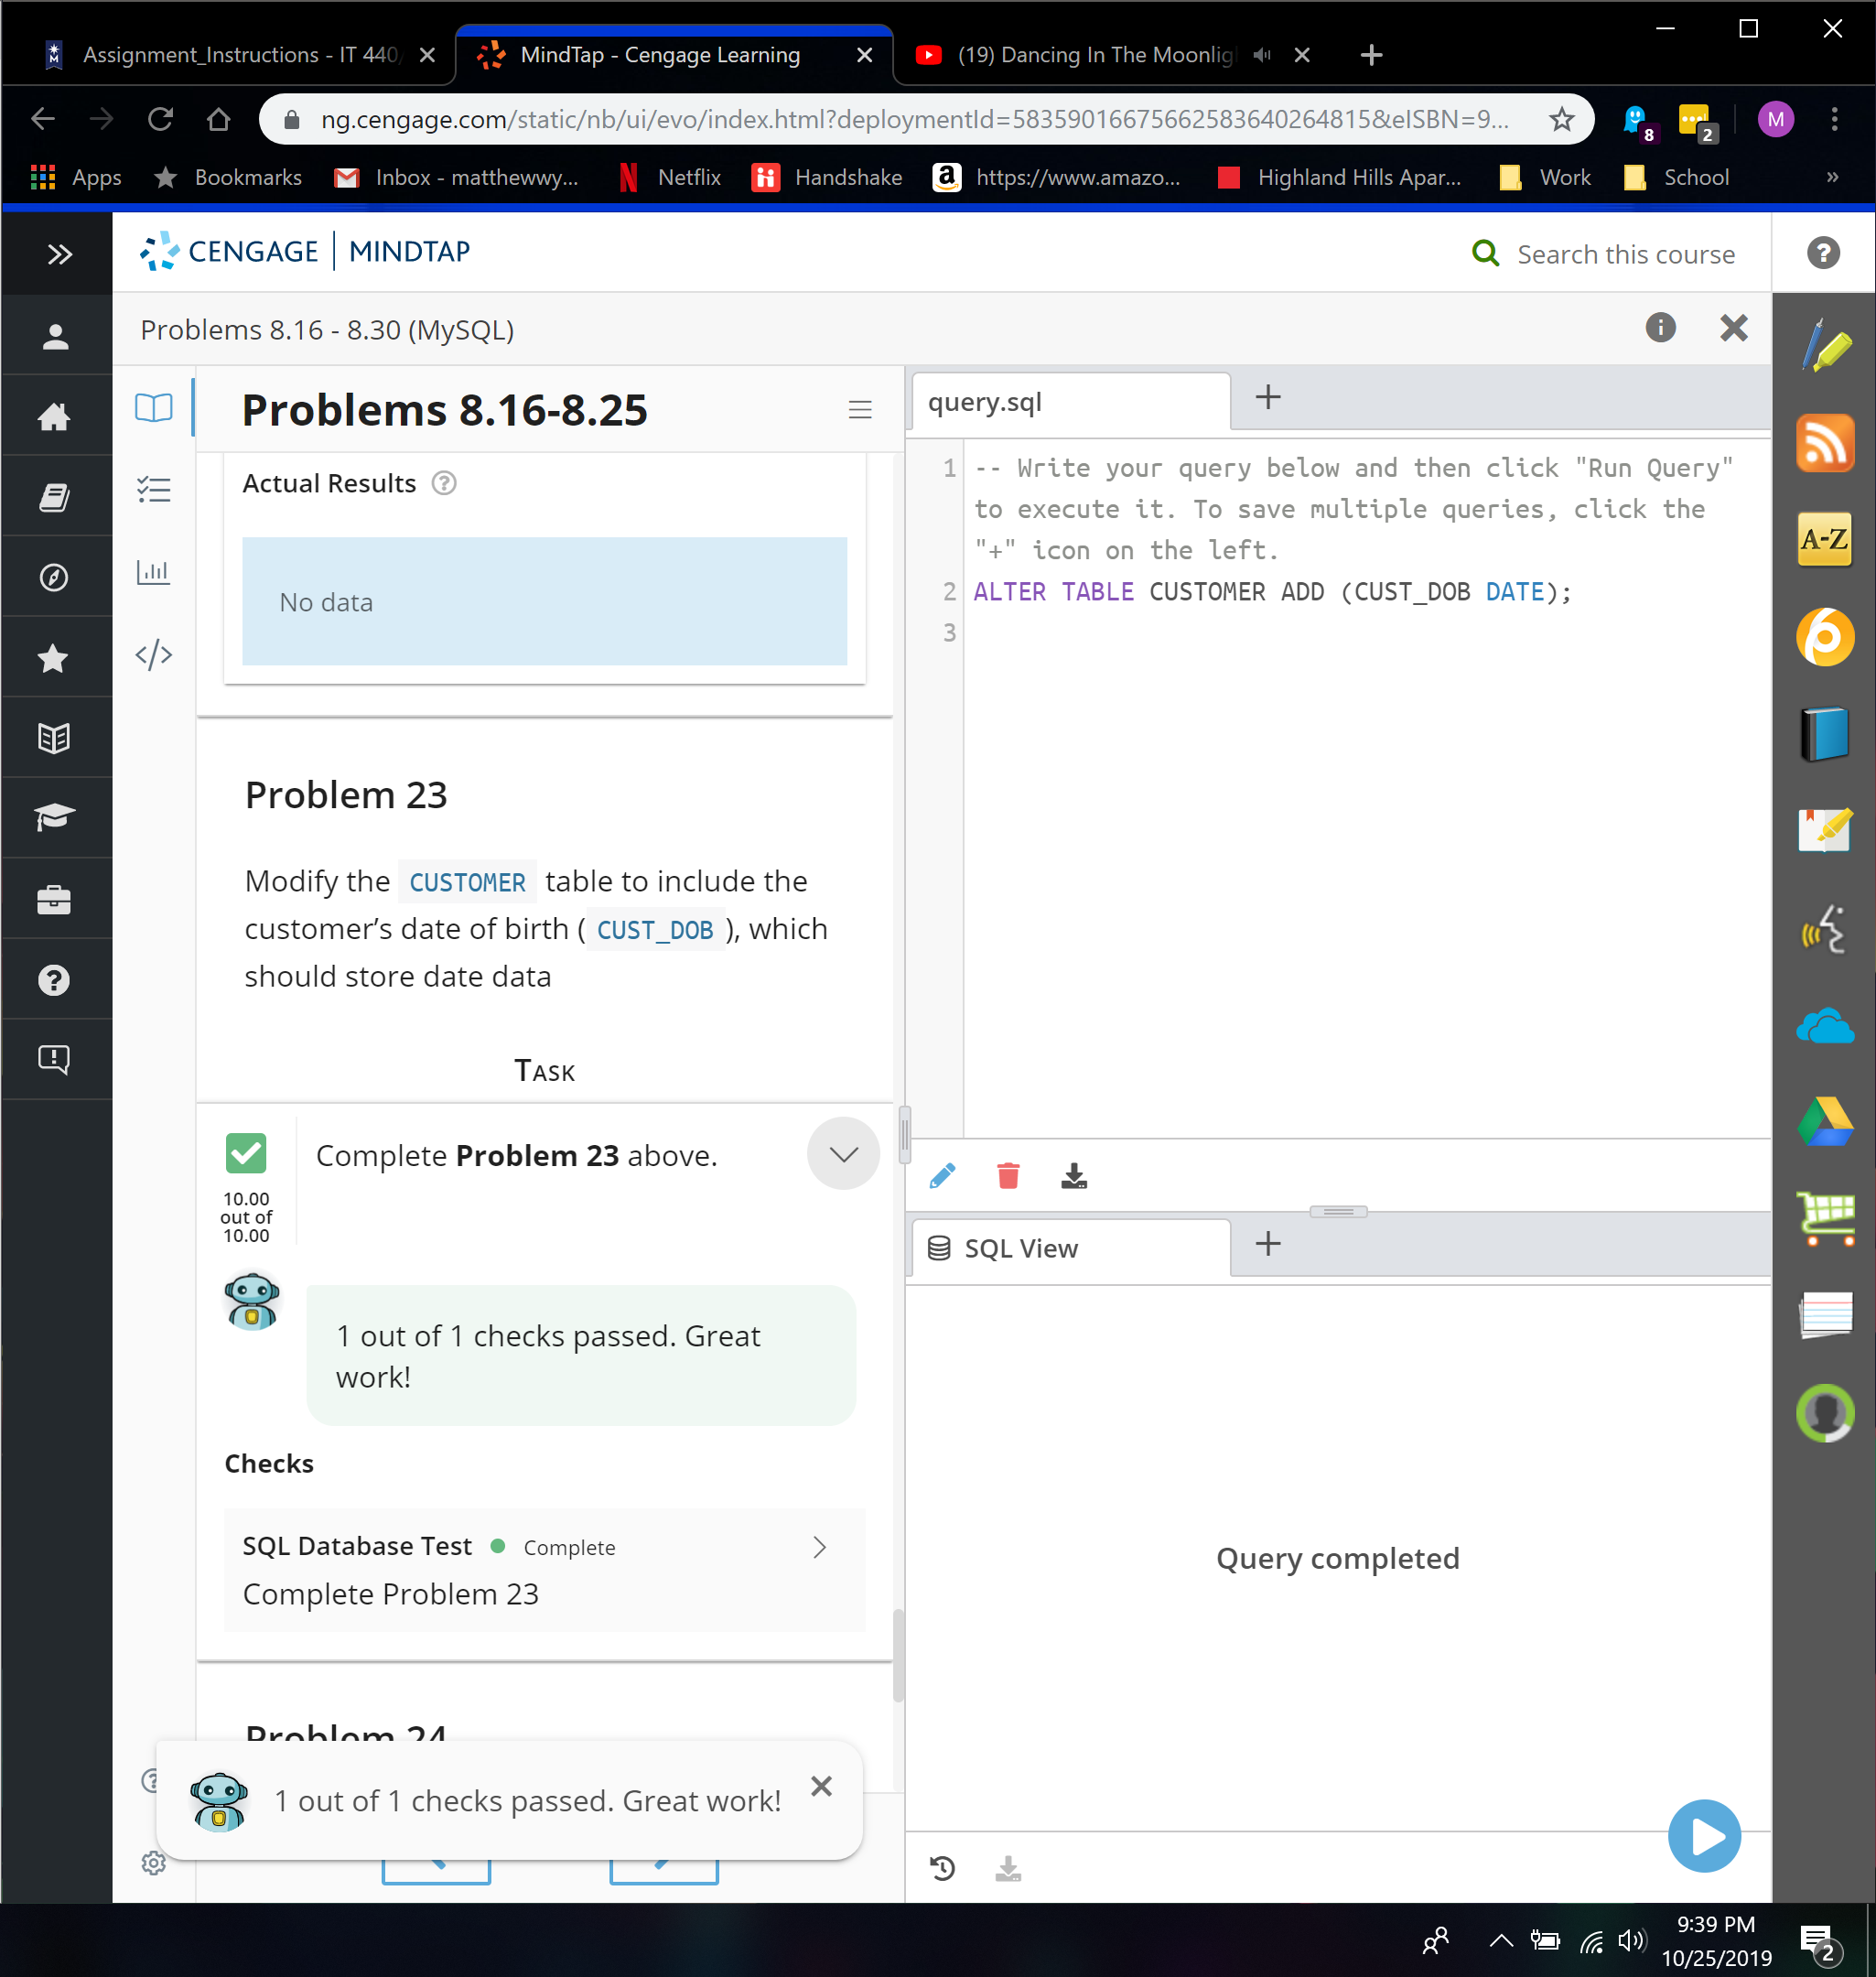 Assignment_Instructions - IT 440
MindTap - Cengage Learning
(19) Dancing In The Moonlig
ng.cengage.com/static/nb/ui/evo/index.html?deploymentId=58359016675662583640264815&eISBN=9...
8
2
M
Apps
Bookmarks
Inbox - matthewwy...
Netflix
Handshake
https://www.amazo...
Highland Hills Apar...
Work
School
»
CENGAGE | MINDTAP
Search this course
Problems 8.16 - 8.30 (MySQL)
Problems 8.16-8.25
Actual Results
No data
Problem 23
Modify the CUSTOMER table to include the
customer’s date of birth ( CUST_DOB ), which
should store date data
TASK
Complete Problem 23 above.
10.00
out of
10.00
1 out of 1 checks passed. Great
work!
Checks
SQL Database Test Complete
Complete Problem 23
Problem 24
1 out of 1 checks passed. Great work!
query.sql
1 -- Write your query below and then click "Run Query"
to execute it. To save multiple queries, click the
"+" icon on the left.
2 ALTER TABLE CUSTOMER ADD (CUST_DOB DATE);
3
SQL View
Query completed
A-Z
9:39 PM
10/25/2019
2